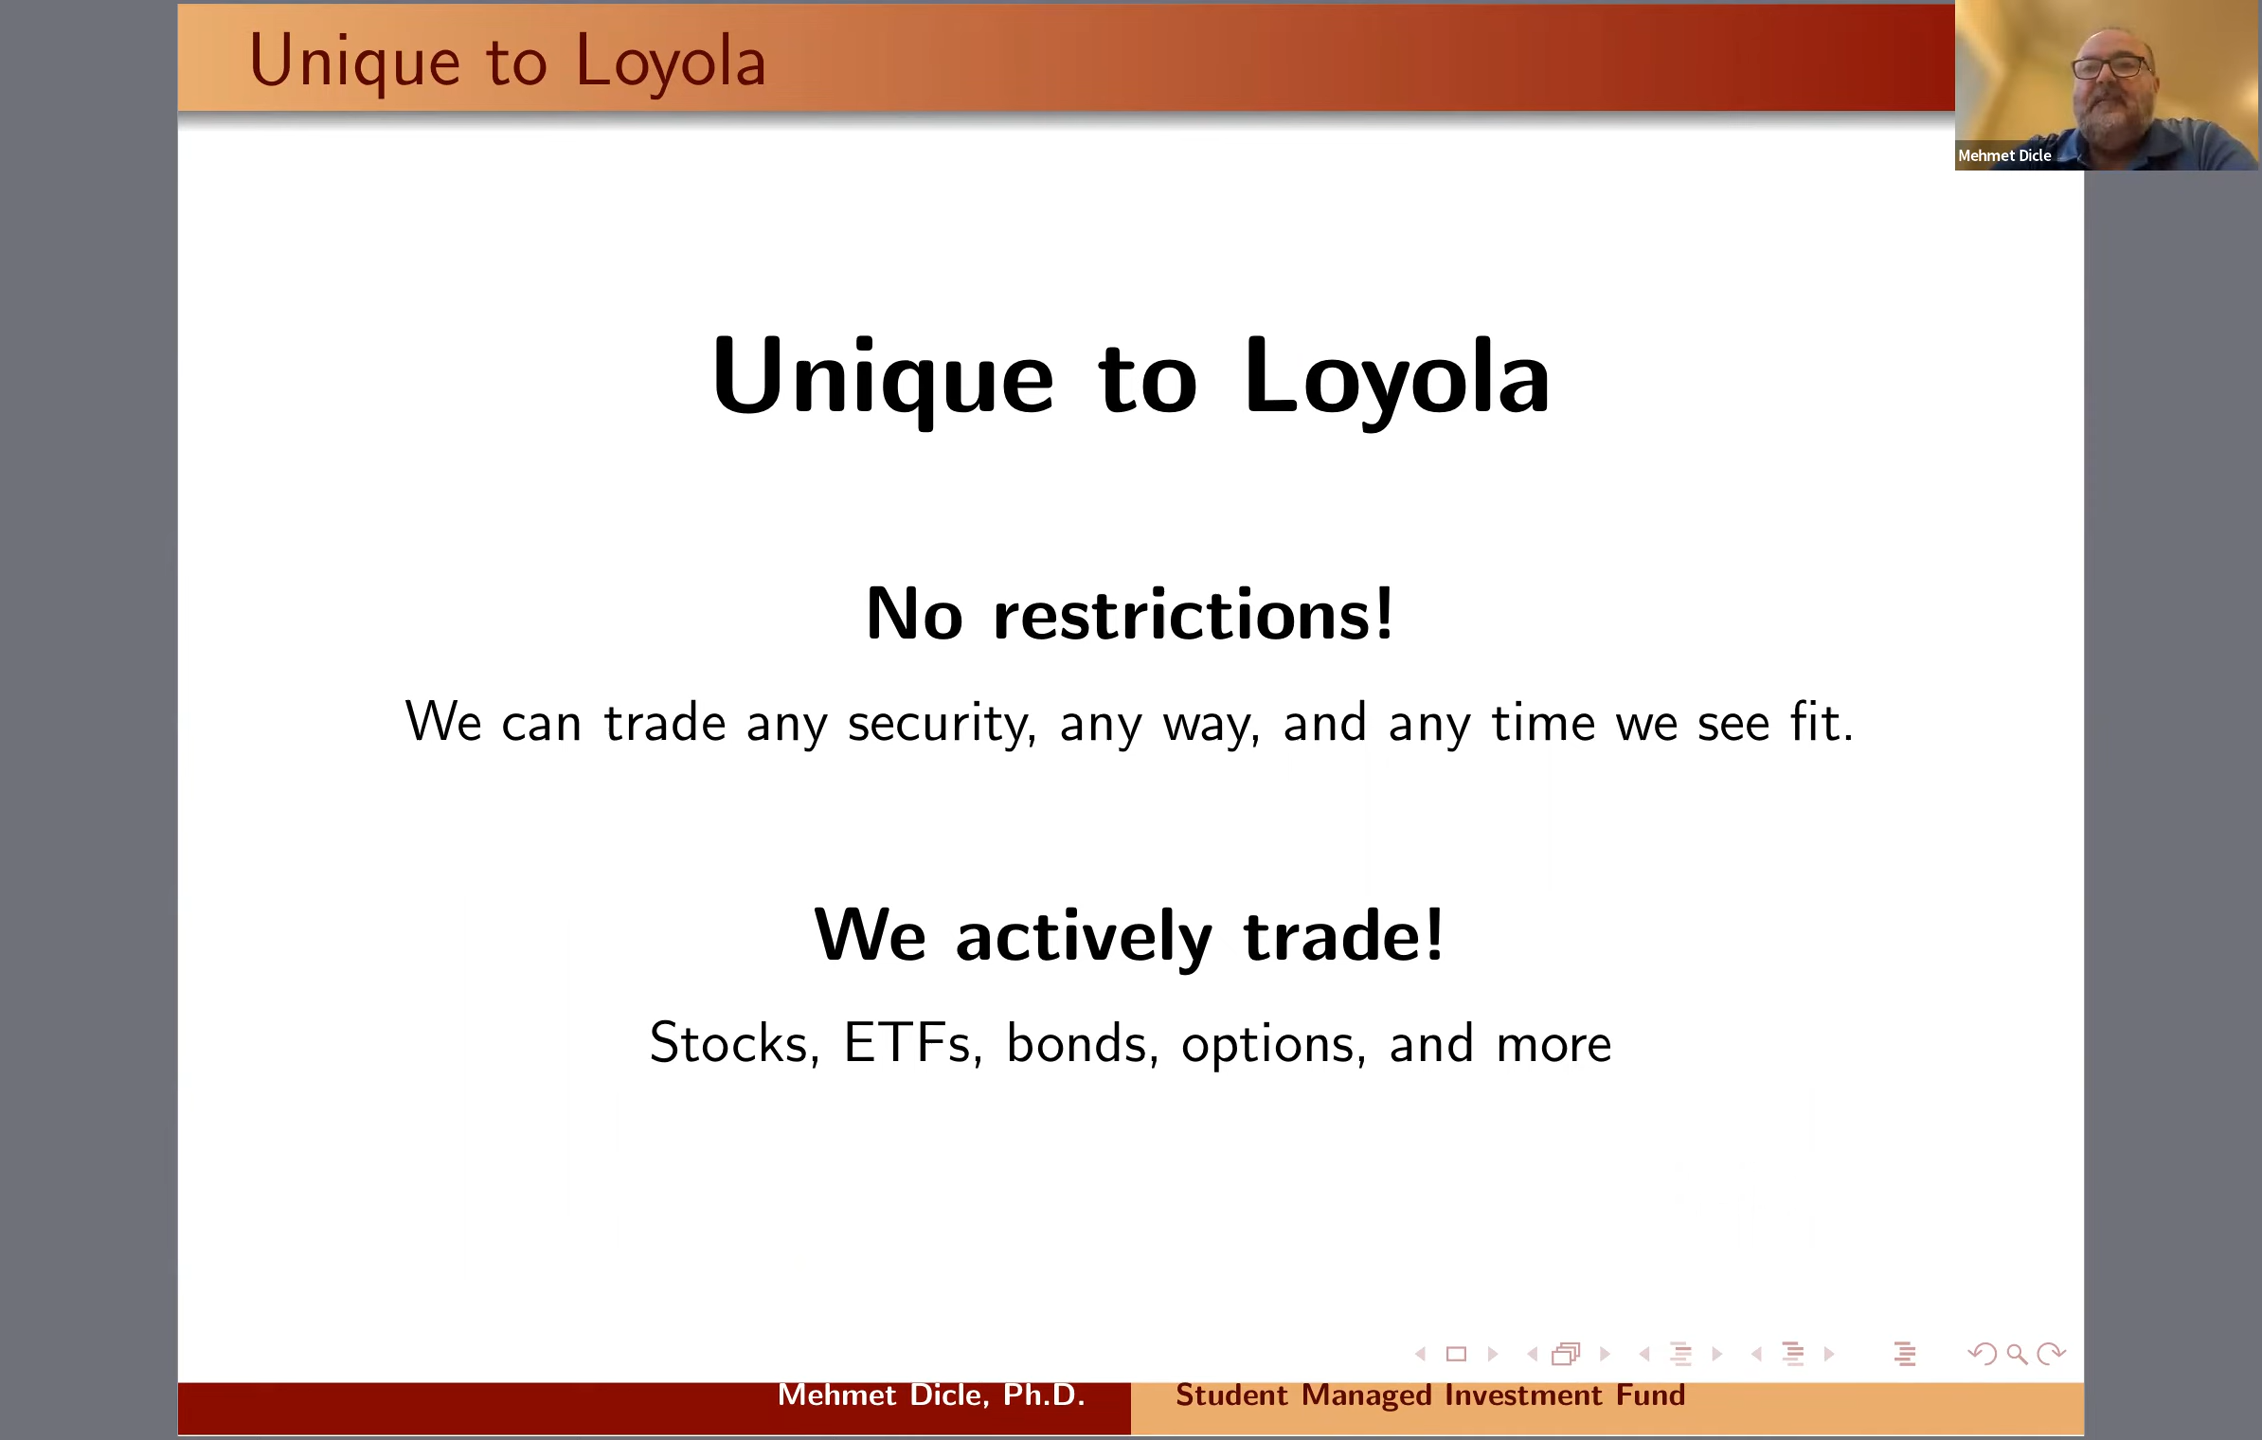 Unique to Loyola
Mehmet Dicle
Unique to Loyola
No restrictions!
We can trade any security, any way, and any time we see fit.
We actively trade!
Stocks, ETFs, bonds, options, and more
Mehmet Dicle, Ph.D.
Student Managed Investment Fund